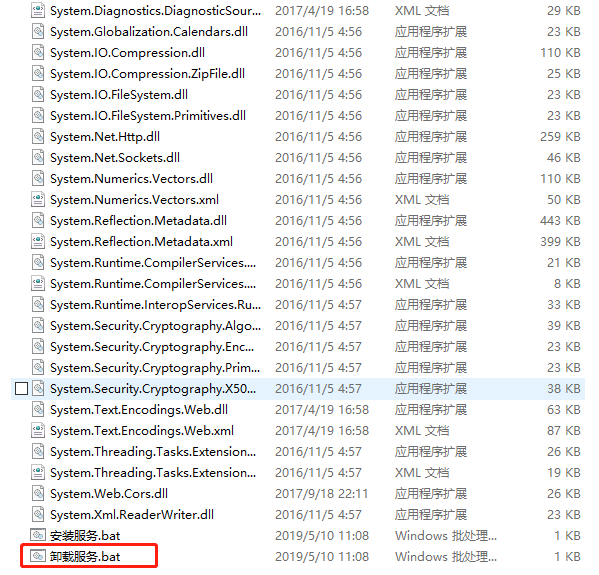 System.Diagnostics.DiagnosticSour... 2017/4/19 16:58 XML 文档 29 KB
System.Globalization.Calendars.dll 2016/11/5 4:56 应用程序扩展 23 KB
System.IO.Compression.dll 2016/11/5 4:56 应用程序扩展 110 KB
System.IO.Compression.ZipFile.dll 2016/11/5 4:56 应用程序扩展 25 KB
System.IO.FileSystem.dll 2016/11/5 4:56 应用程序扩展 23 KB
System.IO.FileSystem.Primitives.dll 2016/11/5 4:56 应用程序扩展 23 KB
System.Net.Http.dll 2016/11/5 4:56 应用程序扩展 259 KB
System.Net.Sockets.dll 2016/11/5 4:56 应用程序扩展 46 KB
System.Numerics.Vectors.dll 2016/11/5 4:56 应用程序扩展 110 KB
System.Numerics.Vectors.xml 2016/11/5 4:56 XML 文档 50 KB
System.Reflection.Metadata.dll 2016/11/5 4:56 应用程序扩展 443 KB
System.Reflection.Metadata.xml 2016/11/5 4:56 XML 文档 399 KB
System.Runtime.CompilerServices.... 2016/11/5 4:56 应用程序扩展 21 KB
System.Runtime.CompilerServices.... 2016/11/5 4:56 XML 文档 8 KB
System.Runtime.InteropServices.Ru... 2016/11/5 4:57 应用程序扩展 33 KB
System.Security.Cryptography.Algo... 2016/11/5 4:57 应用程序扩展 39 KB
System.Security.Cryptography.Enc... 2016/11/5 4:57 应用程序扩展 23 KB
System.Security.Cryptography.Prim... 2016/11/5 4:57 应用程序扩展 23 KB
System.Security.Cryptography.X50... 2016/11/5 4:57 应用程序扩展 38 KB
System.Text.Encodings.Web.dll 2017/4/19 16:58 应用程序扩展 63 KB
System.Text.Encodings.Web.xml 2017/4/19 16:58 XML 文档 87 KB
System.Threading.Tasks.Extension... 2016/11/5 4:57 应用程序扩展 26 KB
System.Threading.Tasks.Extension... 2016/11/5 4:57 XML 文档 19 KB
System.Web.Cors.dll 2017/9/18 22:11 应用程序扩展 26 KB
System.Xml.ReaderWriter.dll 2016/11/5 4:57 应用程序扩展 23 KB
安装服务.bat 2019/5/10 11:08 Windows 批处理... 1 KB
卸载服务.bat 2019/5/10 11:08 Windows 批处理... 1 KB